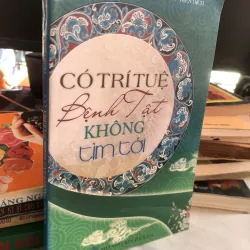 CÓ TRÍ TUỆ
Bệnh Tật
KHÔNG
tìm tới